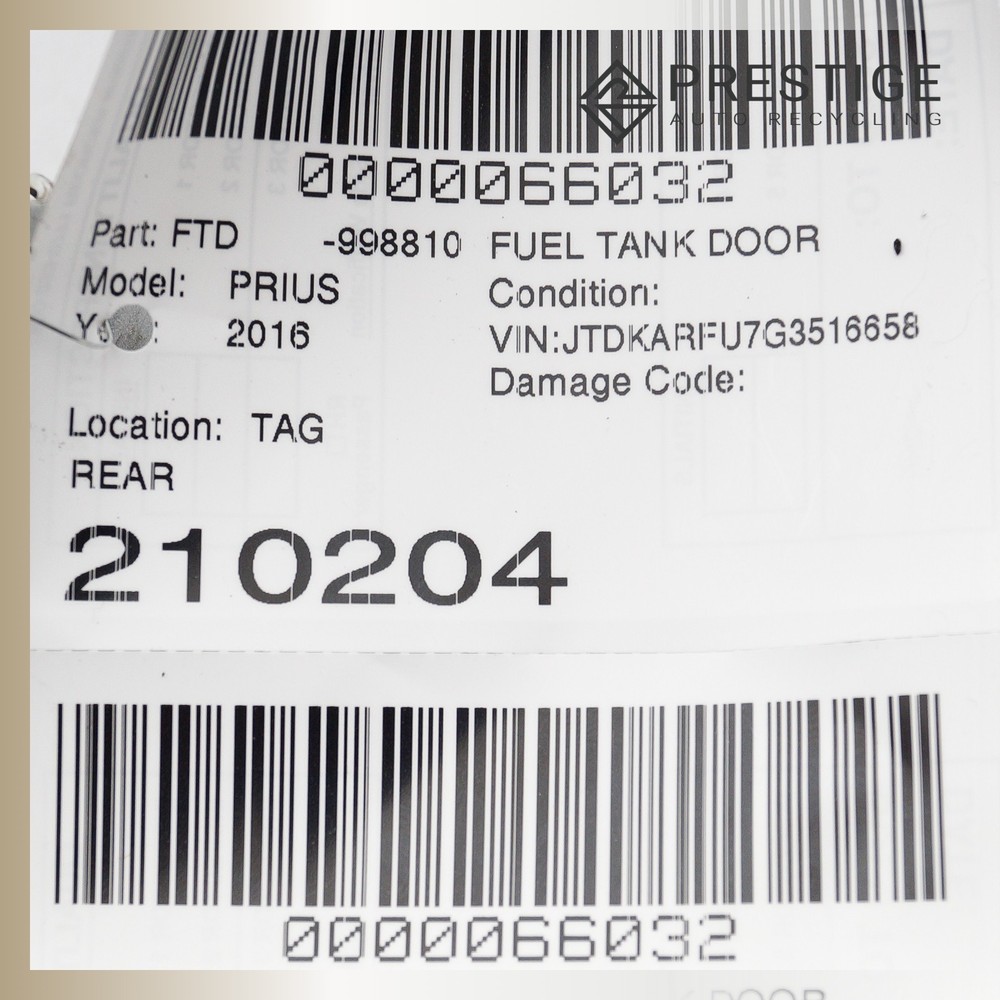 PRESTIGE
AUTO RECYCLING
0000066032
Part: FTD -998810 FUEL TANK DOOR
Model: PRIUS Condition:
2016 VIN:JTDKARFU7G3516658
Damage Code:
Location: TAG
REAR
210204
0000066032